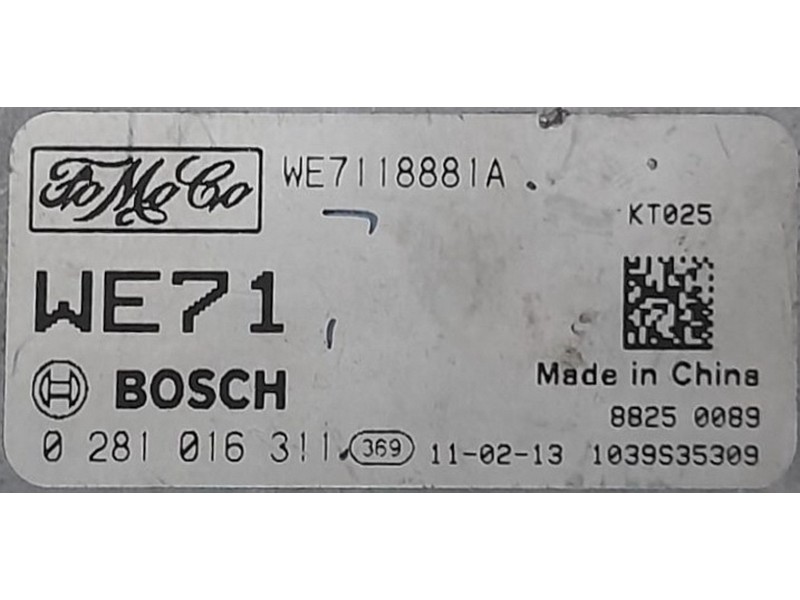 FoMoCo WE7118881A
KT025
WE71
BOSCH Made in China
8825 0089
0 281 016 311 369 11-02-13 1039S35309